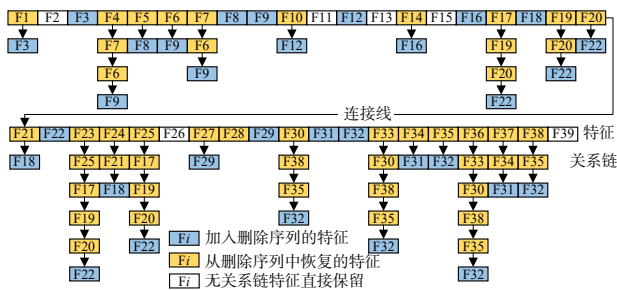 F1 F2 F3 F4 F5 F6 F7 F8 F9 F10 F11 F12 F13 F14 F15 F16 F17 F18 F19 F20
F3 F7 F8 F9 F6 F12 F16 F19 F20 F22
F6 F9 F20 F22
F9 F22
连接线
F21 F22 F23 F24 F25 F26 F27 F28 F29 F30 F31 F32 F33 F34 F35 F36 F37 F38 F39 特征
F18 F25 F21 F17 F29 F38 F30 F31 F32 F33 F34 F35 关系链
F17 F18 F19 F35 F38 F30 F31 F32
F19 F20 F32 F35 F38
F20 F22 F32 F35
F22 F32
Fi 加入删除序列的特征
Fi 从删除序列中恢复的特征
Fi 无关系链特征直接保留